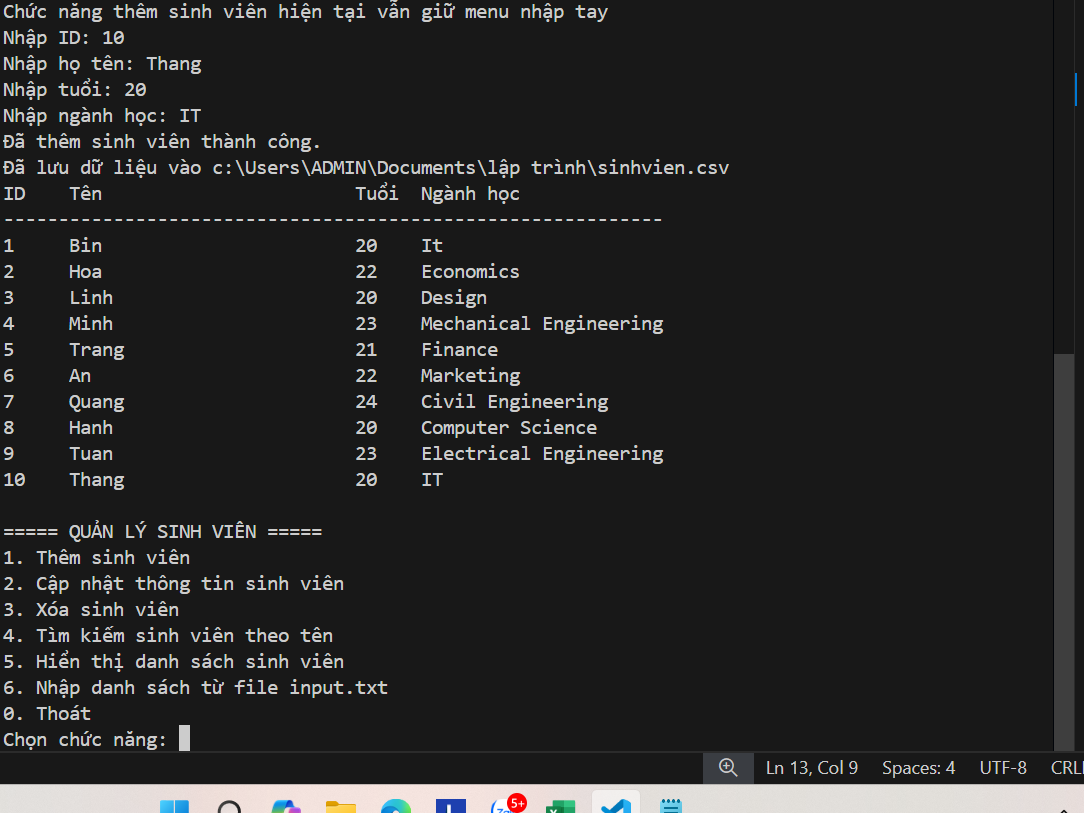 Chức năng thêm sinh viên hiện tại vẫn giữ menu nhập tay
Nhập ID: 10
Nhập họ tên: Thang
Nhập tuổi: 20
Nhập ngành học: IT
Đã thêm sinh viên thành công.
Đã lưu dữ liệu vào c:\Users\ADMIN\Documents\lập trình\sinhvien.csv
ID    Tên                       Tuổi  Ngành học
------------------------------------------------------------
1     Bin                       20    It
2     Hoa                       22    Economics
3     Linh                      20    Design
4     Minh                      23    Mechanical Engineering
5     Trang                     21    Finance
6     An                        22    Marketing
7     Quang                     24    Civil Engineering
8     Hanh                      20    Computer Science
9     Tuan                      23    Electrical Engineering
10    Thang                     20    IT
===== QUẢN LÝ SINH VIÊN =====
1. Thêm sinh viên
2. Cập nhật thông tin sinh viên
3. Xóa sinh viên
4. Tìm kiếm sinh viên theo tên
5. Hiển thị danh sách sinh viên
6. Nhập danh sách từ file input.txt
0. Thoát
Chọn chức năng:
Ln 13, Col 9 Spaces: 4 UTF-8 CRL
5+